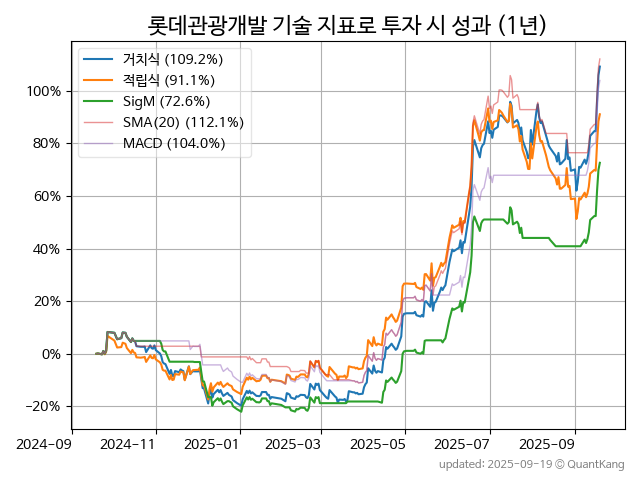 롯데관광개발 기술 지표로 투자 시 성과 (1년)
거치식 (109.2%)
적립식 (91.1%)
SigM (72.6%)
SMA(20) (112.1%)
MACD (104.0%)
100%
80%
60%
40%
20%
0%
−20%
2024-09 2024-11 2025-01 2025-03 2025-05 2025-07 2025-09
updated: 2025-09-19 © QuantKang